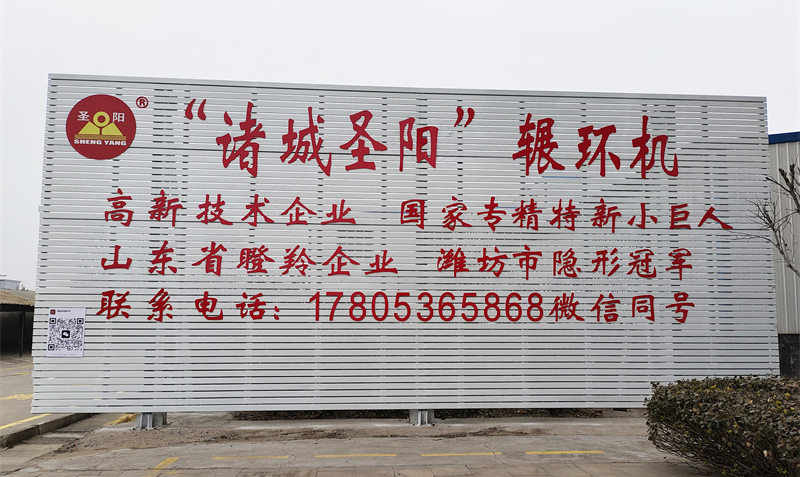 圣阳
®
SHENG YANG
“诸城圣阳”辗环机
高新技术企业 国家专精特新小巨人
山东省瞪羚企业 潍坊市隐形冠军
联系电话：17805365868微信同号